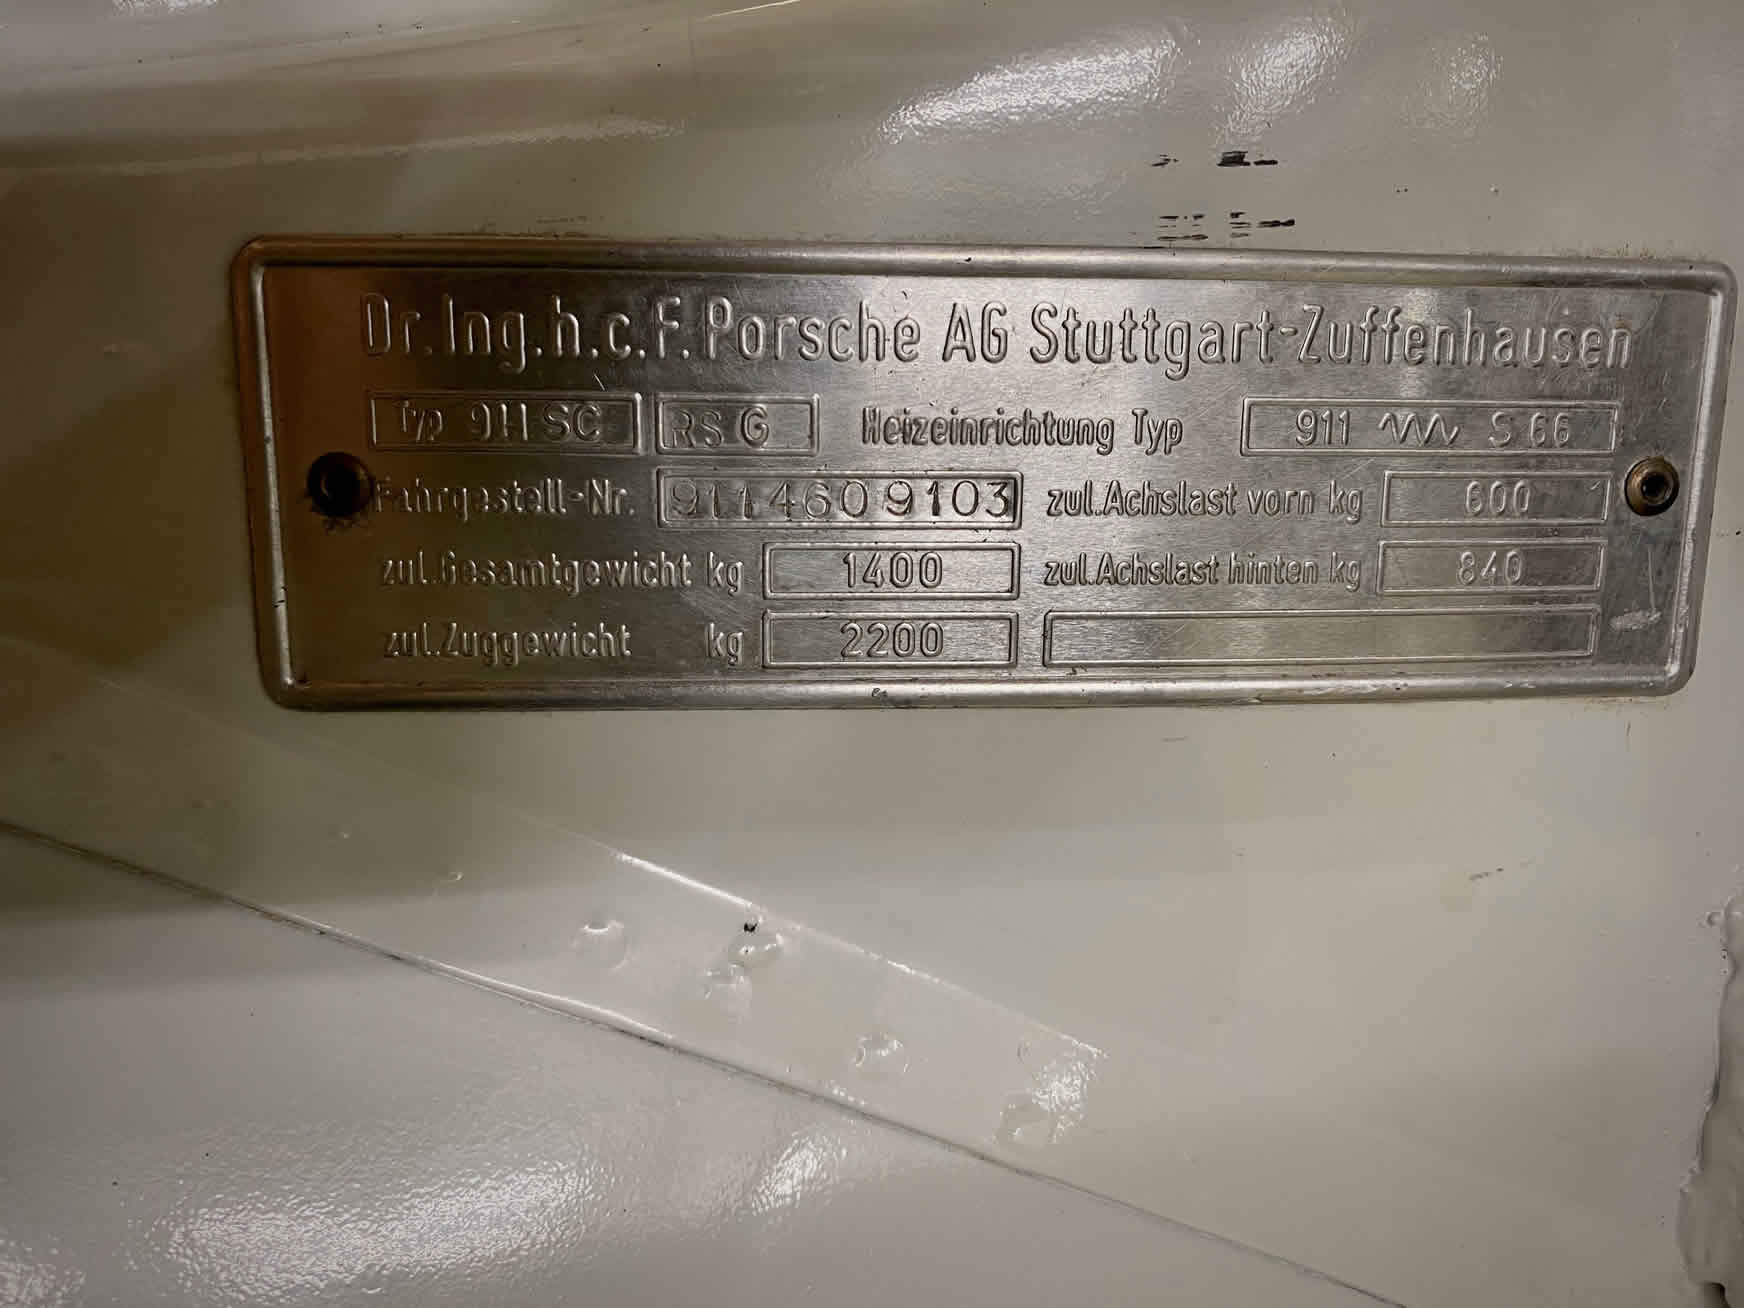 Dr.Ing.h.c.F.Porsche AG Stuttgart-Zuffenhausen
Typ 911 SC RS G Heizeinrichtung Typ 911 S 66
Fahrgestell-Nr. 9114609103 zul.Achslast vorn kg 600
zul.Gesamtgewicht kg 1400 zul.Achslast hinten kg 840
zul.Zuggewicht kg 2200